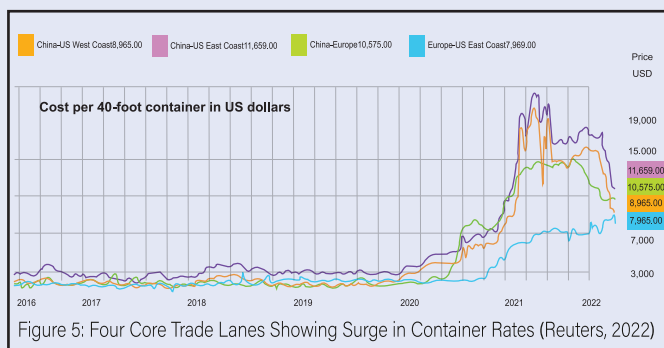 China-US West Coast8,965.00 China-US East Coast11,659.00 China-Europe10,575.00 Europe-US East Coast7,969.00
Price
USD
Cost per 40-foot container in US dollars
19,000
15,000
11,659.00
10,575.00
8,965.00
7,965.00
7,000
3,000
2016 2017 2018 2019 2020 2021 2022
Figure 5: Four Core Trade Lanes Showing Surge in Container Rates (Reuters, 2022)